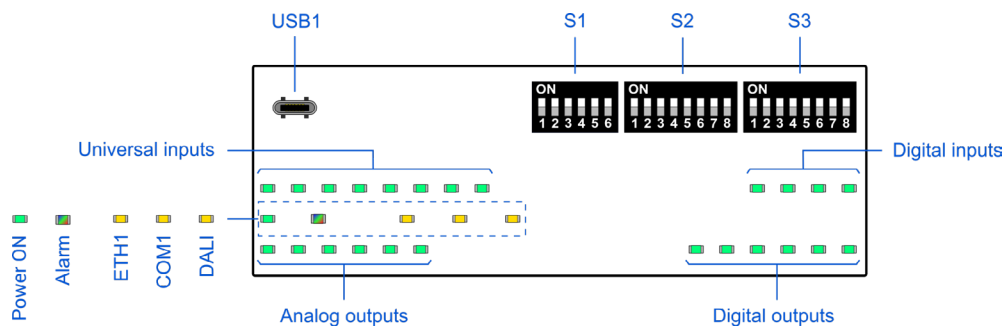 USB1
S1
S2
S3
ON
1 2 3 4 5 6
ON
1 2 3 4 5 6 7 8
ON
1 2 3 4 5 6 7 8
Universal inputs
Digital inputs
Power ON
Alarm
ETH1
COM1
DALI
Analog outputs
Digital outputs